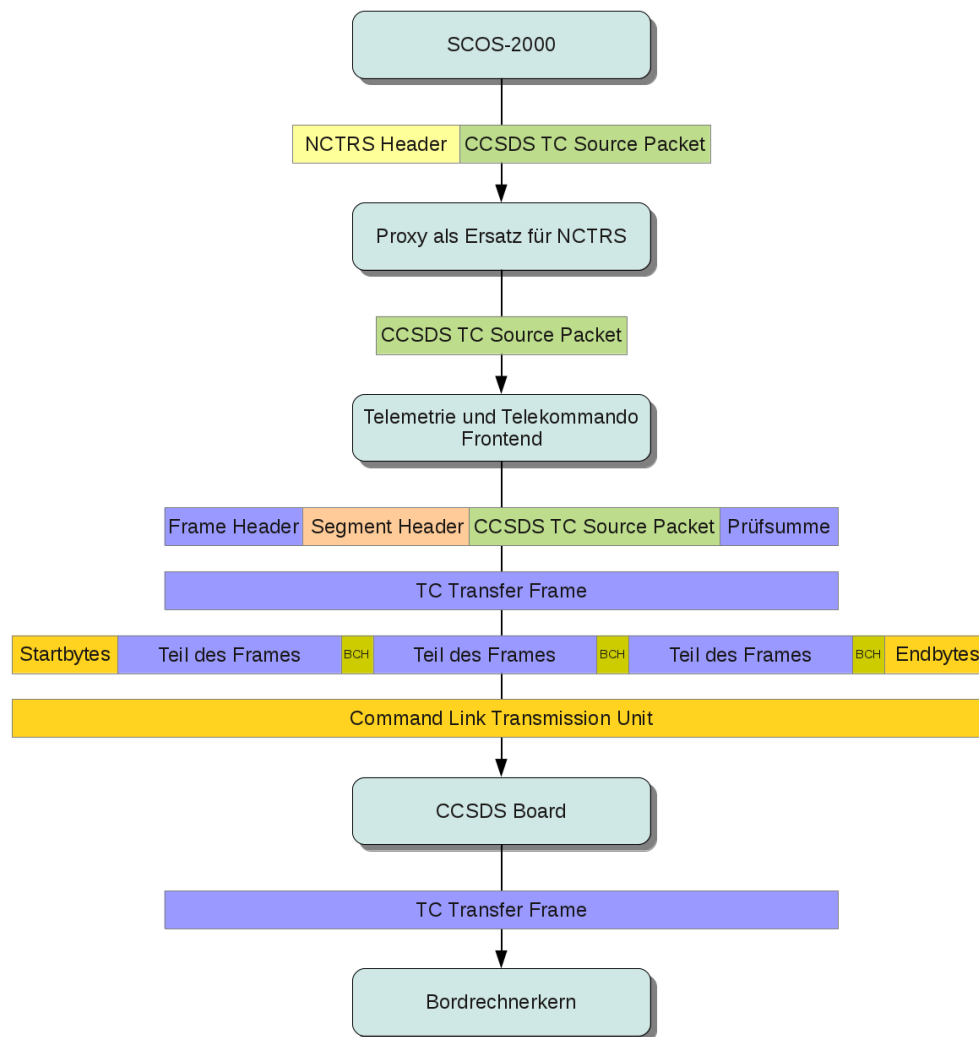 SCOS-2000
NCTRS Header CCSDS TC Source Packet
Proxy als Ersatz für NCTRS
CCSDS TC Source Packet
Telemetrie und Telekommando
Frontend
Frame Header Segment Header CCSDS TC Source Packet Prüfsumme
TC Transfer Frame
Startbytes Teil des Frames BCH Teil des Frames BCH Teil des Frames BCH Endbytes
Command Link Transmission Unit
CCSDS Board
TC Transfer Frame
Bordrechnerkern